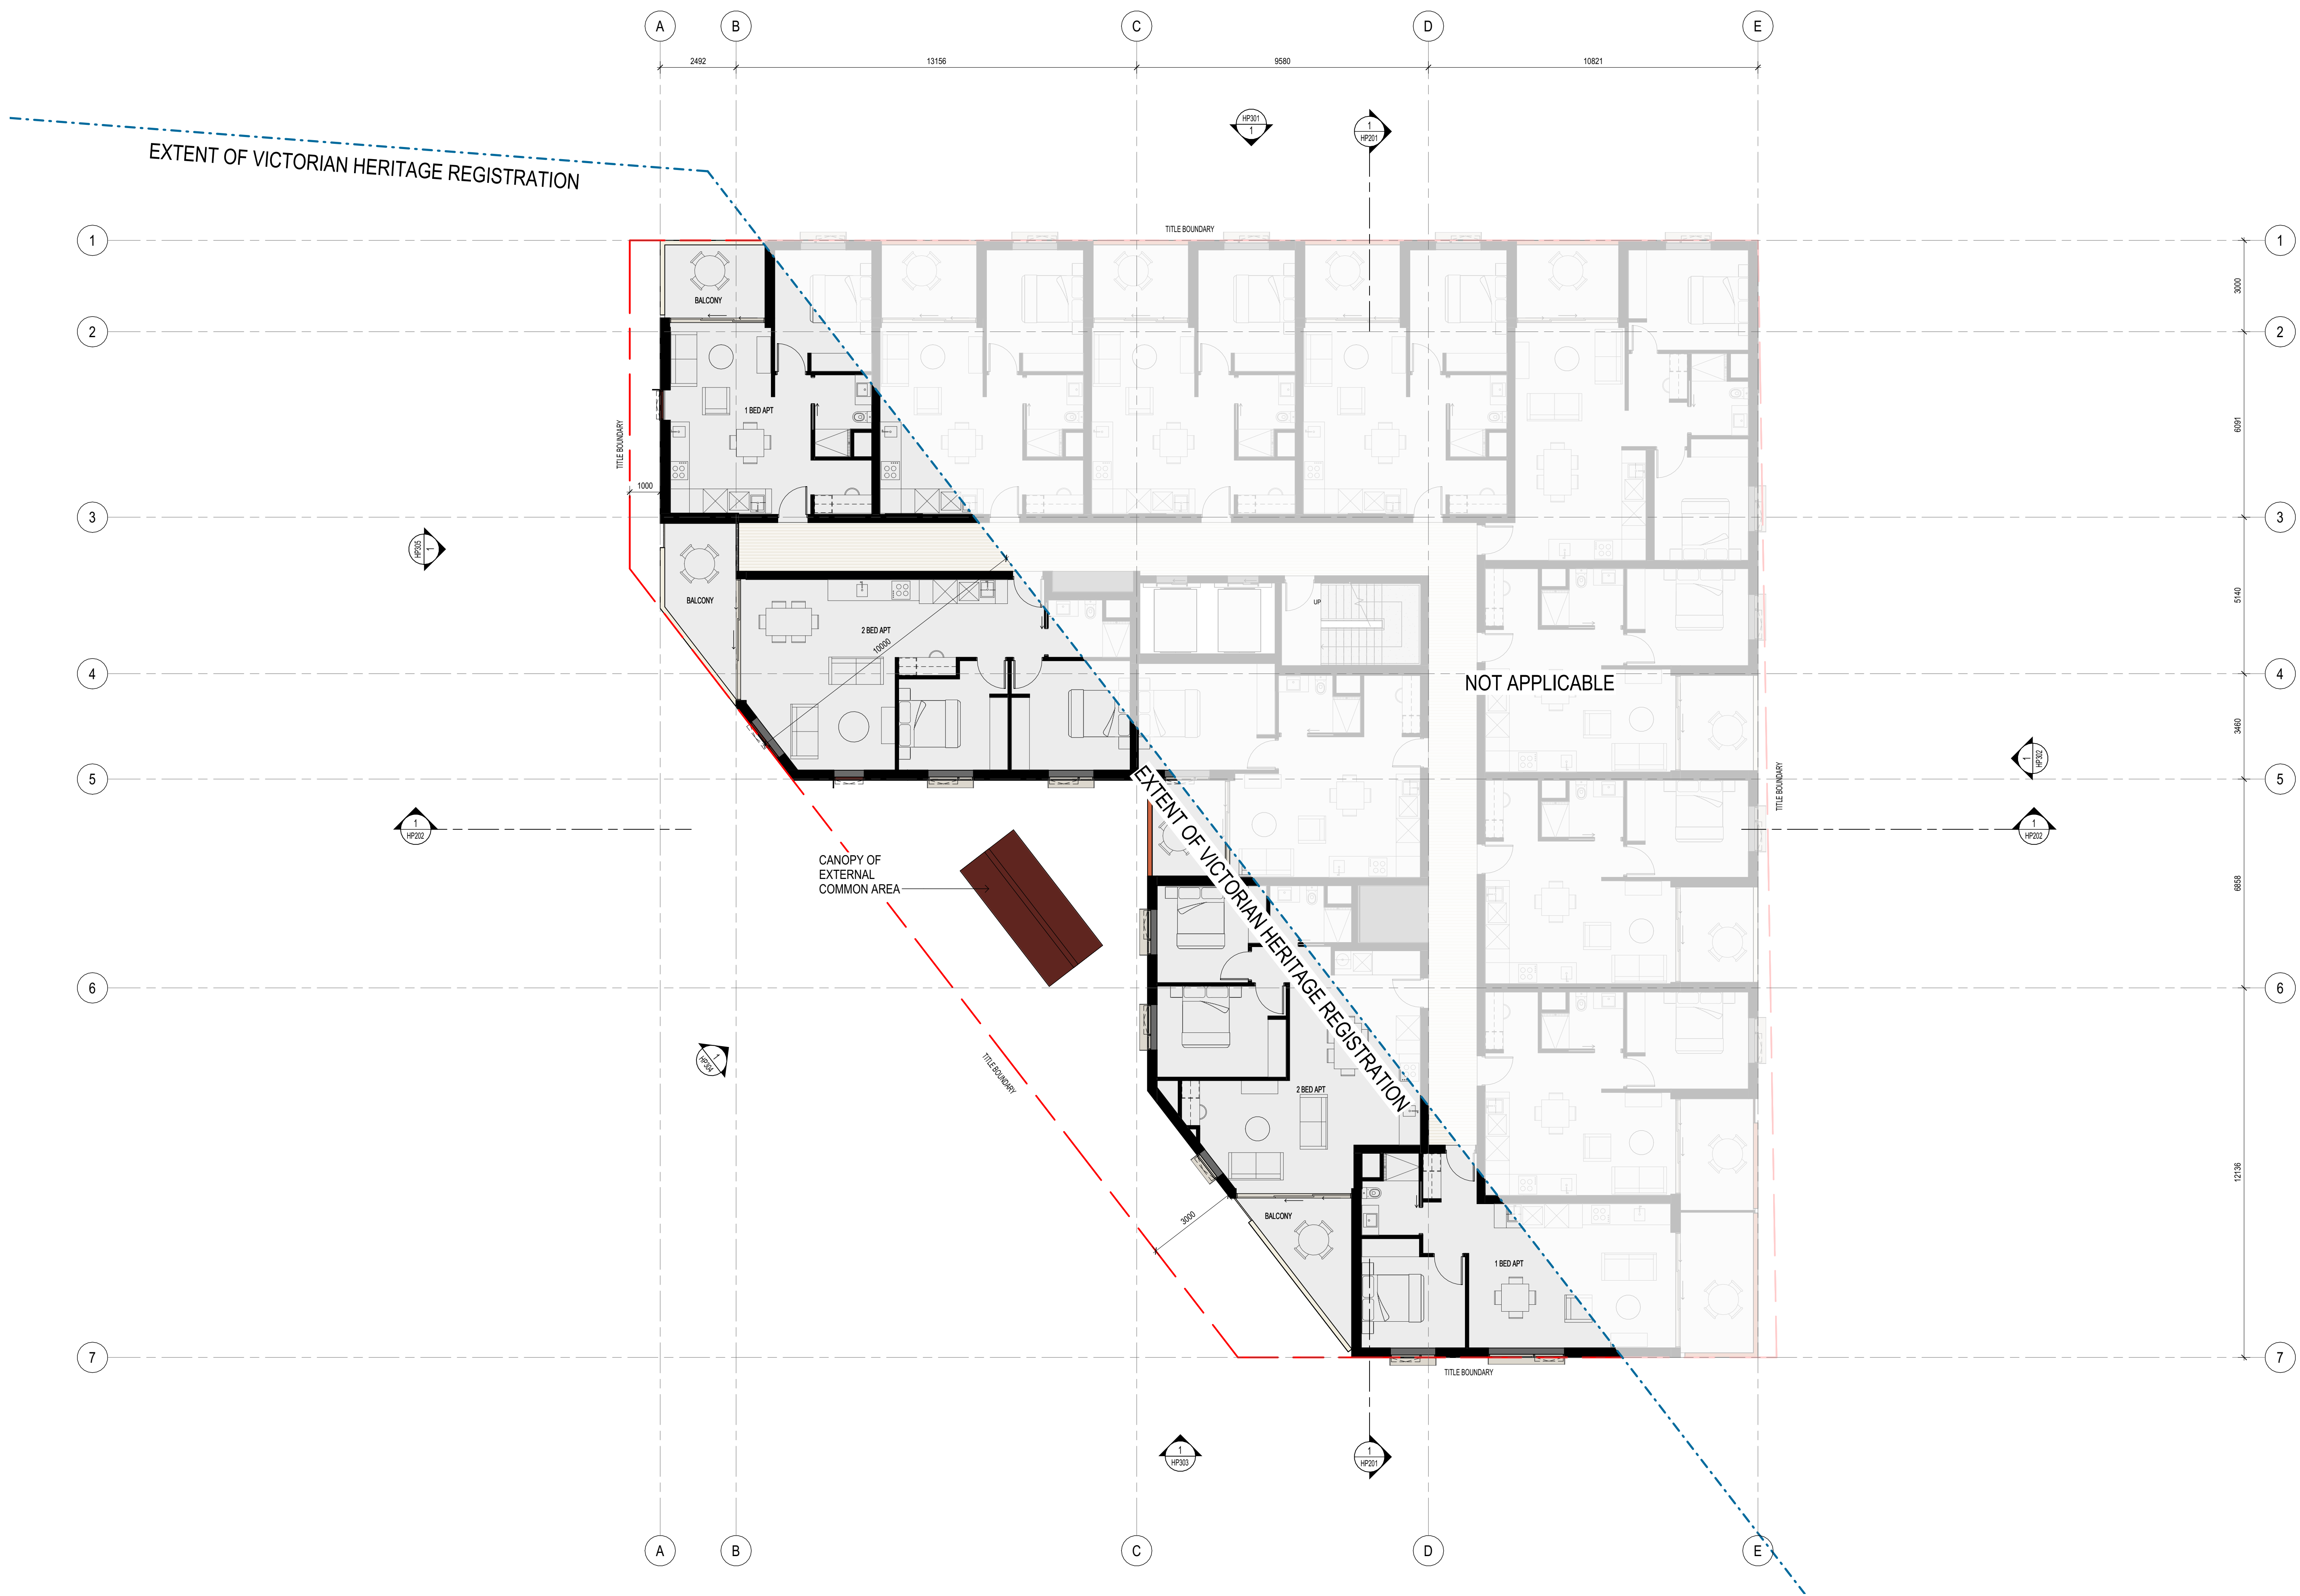 A B C D E
2492 13156 9580 10821
HP301
1
1
HP201
EXTENT OF VICTORIAN HERITAGE REGISTRATION
TITLE BOUNDARY
1 1
BALCONY
3000
2 2
1 BED APT
TITLE BOUNDARY
6091
1000
3 3
HP305
1
BALCONY
UP
5140
2 BED APT
10000
4 4
NOT APPLICABLE
3460
1
HP302
5 5
TITLE BOUNDARY
1
HP202
1
HP202
EXTENT OF VICTORIAN HERITAGE REGISTRATION
CANOPY OF
EXTERNAL
COMMON AREA
6858
6 6
1
HP304
TITLE BOUNDARY
2 BED APT
12136
3000
BALCONY
1 BED APT
7 7
TITLE BOUNDARY
1
HP303
1
HP201
A B C D E